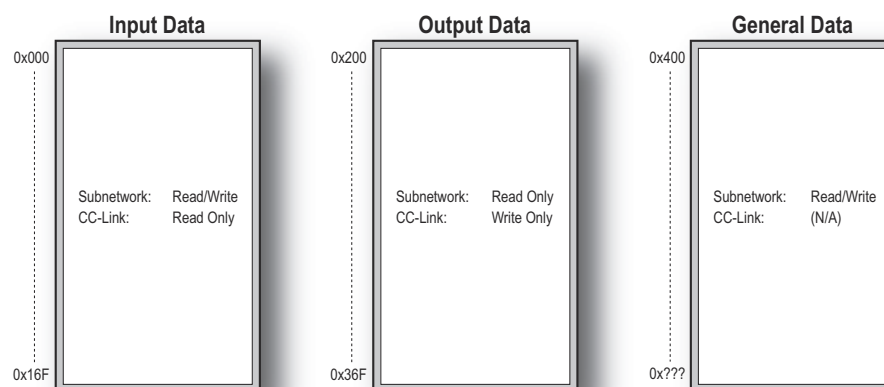 Input Data
0x000
Subnetwork: Read/Write
CC-Link: Read Only
0x16F
Output Data
0x200
Subnetwork: Read Only
CC-Link: Write Only
0x36F
General Data
0x400
Subnetwork: Read/Write
CC-Link: (N/A)
0x???